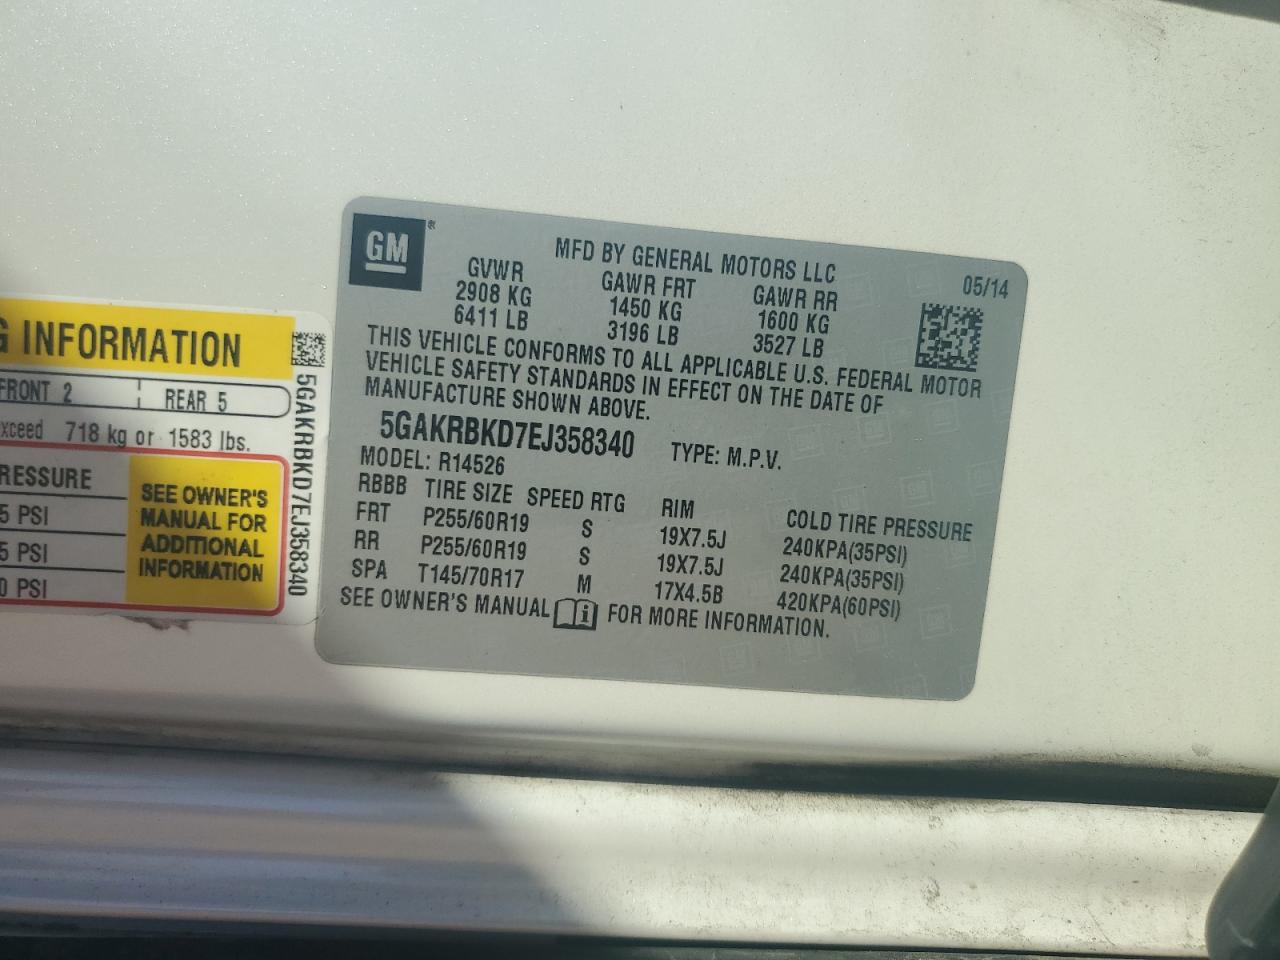 G INFORMATION
FRONT 2 REAR 5
xceed 718 kg or 1583 lbs.
RESSURE
5 PSI
5 PSI
0 PSI
SEE OWNER'S
MANUAL FOR
ADDITIONAL
INFORMATION
5GAKRBKD7EJ358340
GM®
MFD BY GENERAL MOTORS LLC
05/14
GVWR GAWR FRT GAWR RR
2908 KG 1450 KG 1600 KG
6411 LB 3196 LB 3527 LB
THIS VEHICLE CONFORMS TO ALL APPLICABLE U.S. FEDERAL MOTOR
VEHICLE SAFETY STANDARDS IN EFFECT ON THE DATE OF
MANUFACTURE SHOWN ABOVE.
5GAKRBKD7EJ358340 TYPE: M.P.V.
MODEL: R14526
RBBB TIRE SIZE SPEED RTG RIM COLD TIRE PRESSURE
FRT P255/60R19 S 19X7.5J 240KPA(35PSI)
RR P255/60R19 S 19X7.5J 240KPA(35PSI)
SPA T145/70R17 M 17X4.5B 420KPA(60PSI)
SEE OWNER'S MANUAL i FOR MORE INFORMATION.